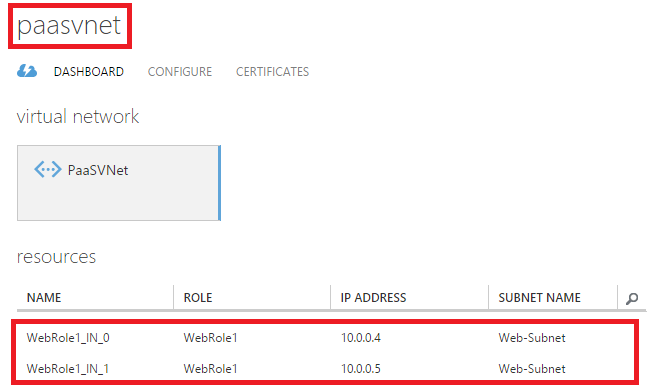 paasvnet
DASHBOARD CONFIGURE CERTIFICATES
virtual network
PaaSVNet
resources
NAME ROLE IP ADDRESS SUBNET NAME
WebRole1_IN_0 WebRole1 10.0.0.4 Web-Subnet
WebRole1_IN_1 WebRole1 10.0.0.5 Web-Subnet